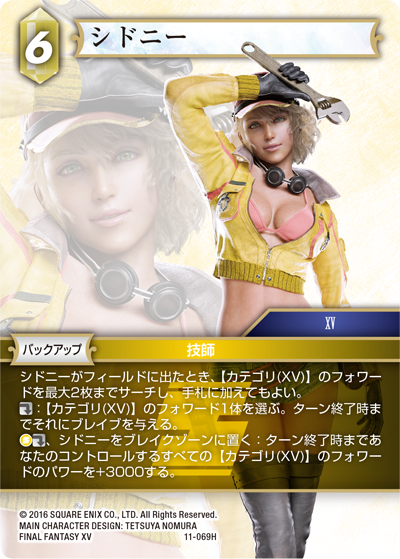 6
シドニー
XV
バックアップ
技師
シドニーがフィールドに出たとき、【カテゴリ(XV)】のフォワー
ドを最大2枚までサーチし、手札に加えてもよい。
:【カテゴリ(XV)】のフォワード1体を選ぶ。ターン終了時ま
でそれにブレイブを与える。
、シドニーをブレイクゾーンに置く:ターン終了時まであ
なたのコントロールするすべての【カテゴリ(XV)】のフォワー
ドのパワーを+3000する。
© 2016 SQUARE ENIX CO., LTD. All Rights Reserved.
MAIN CHARACTER DESIGN: TETSUYA NOMURA
FINAL FANTASY XV 11-069H